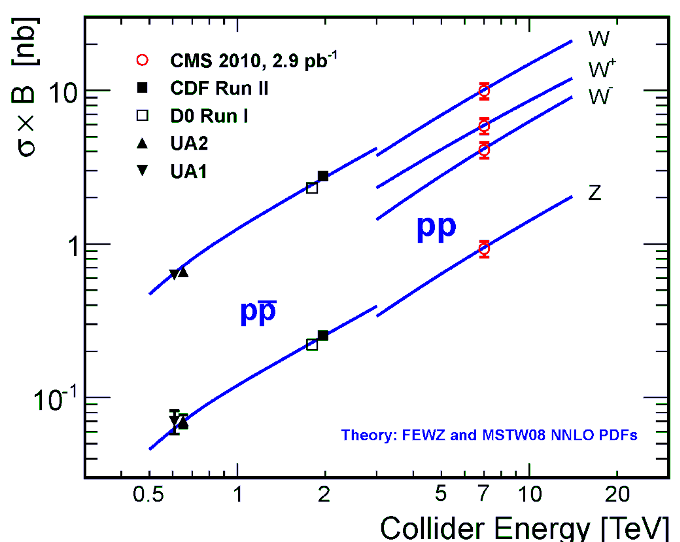 σ × B [nb]
10
1
10⁻¹
CMS 2010, 2.9 pb⁻¹
CDF Run II
D0 Run I
UA2
UA1
W
W⁺
W⁻
Z
pp
pp̅
Theory: FEWZ and MSTW08 NNLO PDFs
0.5 1 2 5 7 10 20
Collider Energy [TeV]